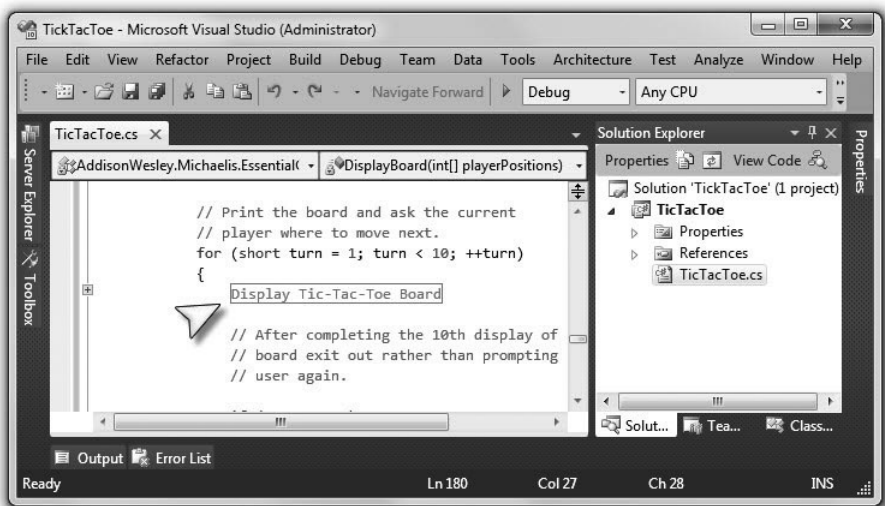 TickTacToe - Microsoft Visual Studio (Administrator)
File Edit View Refactor Project Build Debug Team Data Tools Architecture Test Analyze Window Help
Navigate Forward Debug Any CPU
Server Explorer
Toolbox
TicTacToe.cs
AddisonWesley.Michaelis.Essential DisplayBoard(int[] playerPositions)
// Print the board and ask the current
// player where to move next.
for (short turn = 1; turn < 10; ++turn)
{
Display Tic-Tac-Toe Board
// After completing the 10th display of
// board exit out rather than prompting
// user again.
Solution Explorer
Properties View Code
Solution 'TickTacToe' (1 project)
TicTacToe
Properties
References
TicTacToe.cs
Solut... Tea... Class...
Properties
Output Error List
Ready Ln 180 Col 27 Ch 28 INS